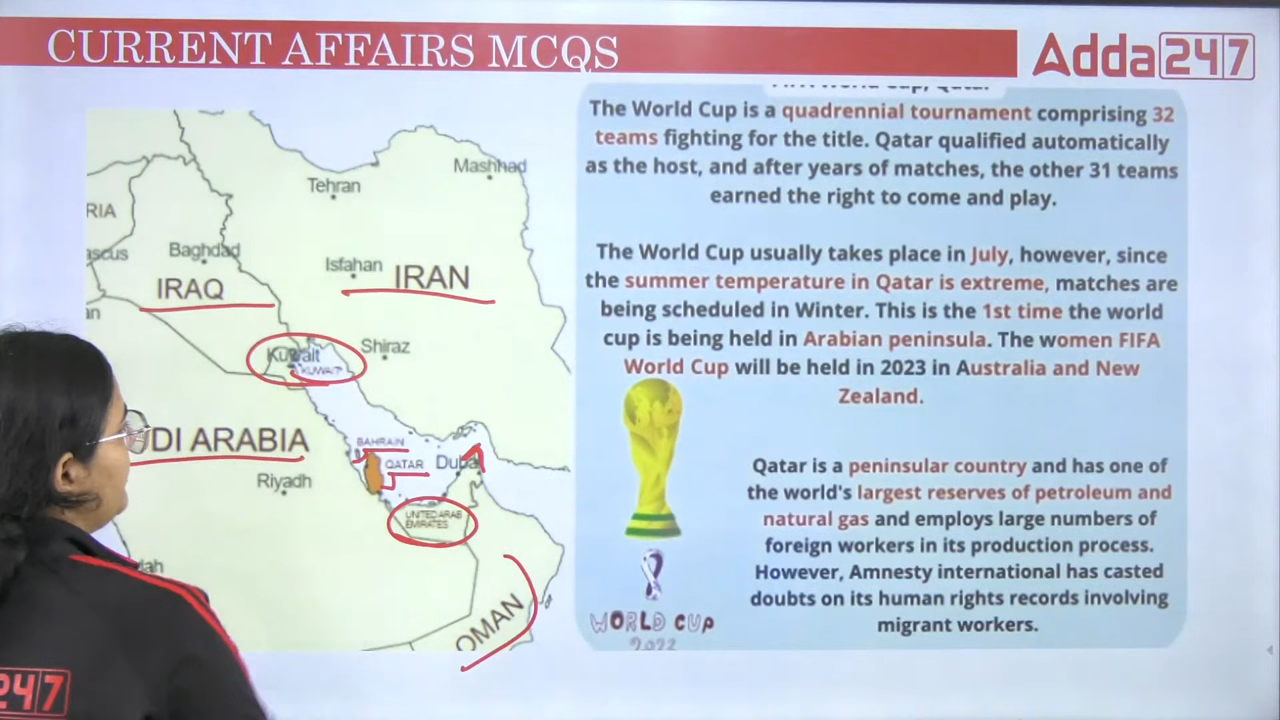 CURRENT AFFAIRS MCQS
Adda247
The World Cup is a quadrennial tournament comprising 32
teams fighting for the title. Qatar qualified automatically
as the host, and after years of matches, the other 31 teams
earned the right to come and play.
The World Cup usually takes place in July, however, since
the summer temperature in Qatar is extreme, matches are
being scheduled in Winter. This is the 1st time the world
cup is being held in Arabian peninsula. The women FIFA
World Cup will be held in 2023 in Australia and New
Zealand.
Qatar is a peninsular country and has one of
the world's largest reserves of petroleum and
natural gas and employs large numbers of
foreign workers in its production process.
However, Amnesty international has casted
doubts on its human rights records involving
migrant workers.
WORLD CUP
2022
Mashhad
Tehran
RIA
Baghdad
ascus
Isfahan
IRAN
IRAQ
an
Shiraz
Kuwait
KUWAIT
DI ARABIA
BAHRAIN
QATAR
Dubai
Riyadh
UNITED ARAB
EMIRATES
dah
OMAN
247